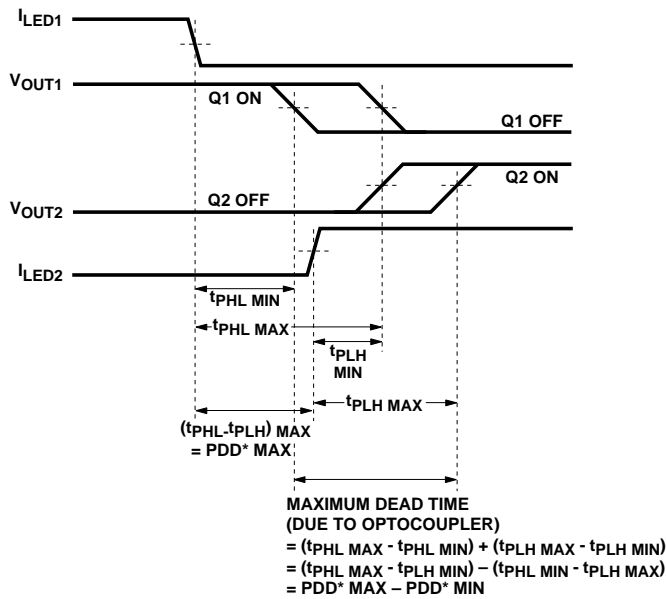 ILED1
VOUT1
Q1 ON
Q1 OFF
Q2 OFF
Q2 ON
VOUT2
ILED2
tPHL MIN
tPHL MAX
tPLH
MIN
tPLH MAX
(tPHL-tPLH) MAX
= PDD* MAX
MAXIMUM DEAD TIME
(DUE TO OPTOCOUPLER)
= (tPHL MAX - tPHL MIN) + (tPLH MAX - tPLH MIN)
= (tPHL MAX - tPLH MIN) – (tPHL MIN - tPLH MAX)
= PDD* MAX – PDD* MIN